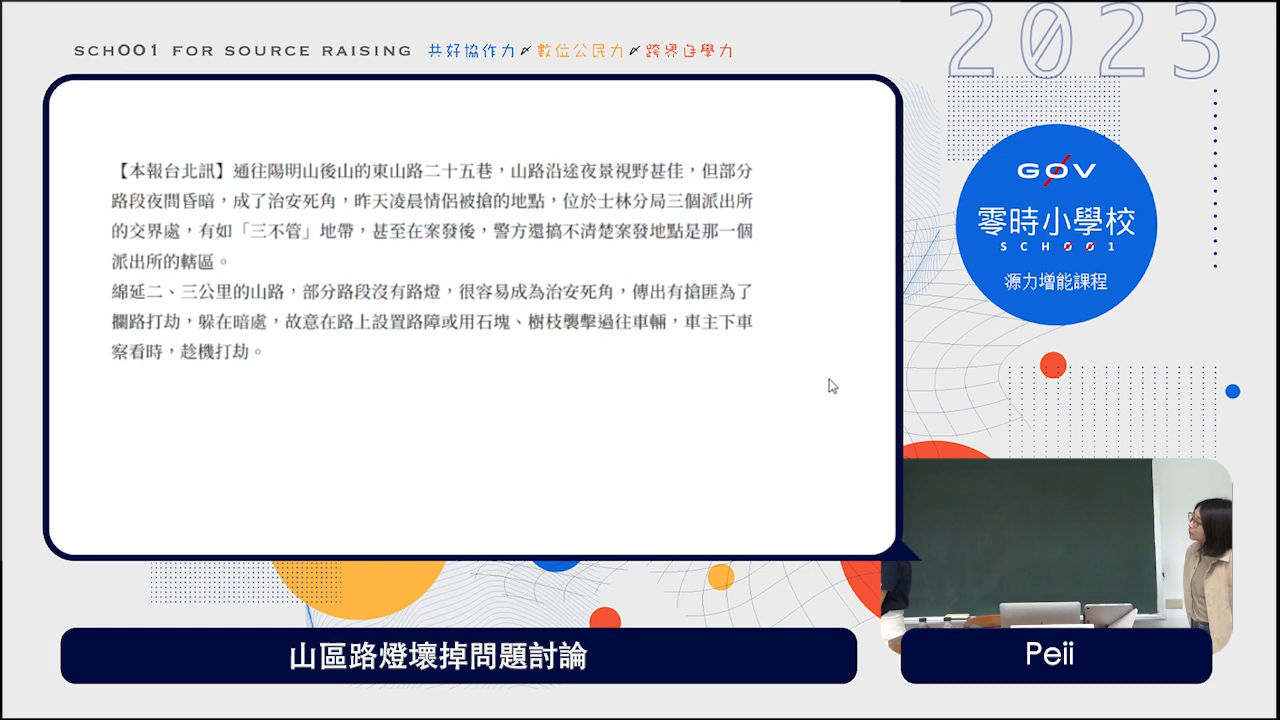 SCHOO1 FOR SOURCE RAISING 共好協作力 數位公民力 跨界自學力
2023
【本報台北訊】通往陽明山後山的東山路二十五巷，山路沿途夜景視野甚佳，但部分
路段夜間昏暗，成了治安死角，昨天凌晨情侶被搶的地點，位於士林分局三個派出所
的交界處，有如「三不管」地帶，甚至在案發後，警方還搞不清楚案發地點是那一個
派出所的轄區。
綿延二、三公里的山路，部分路段沒有路燈，很容易成為治安死角，傳出有搶匪為了
攔路打劫，躲在暗處，故意在路上設置路障或用石塊、樹枝襲擊過往車輛，車主下車
察看時，趁機打劫。
G0V
零時小學校
SCH001
源力增能課程
山區路燈壞掉問題討論
Peii